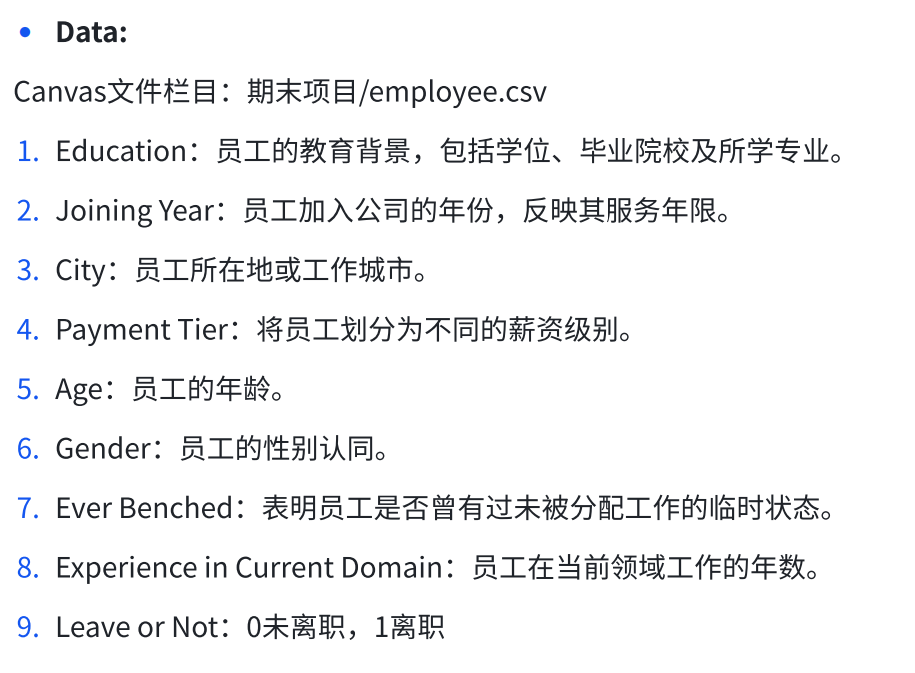 • Data:
Canvas文件栏目：期末项目/employee.csv
1. Education：员工的教育背景，包括学位、毕业院校及所学专业。
2. Joining Year：员工加入公司的年份，反映其服务年限。
3. City：员工所在地或工作城市。
4. Payment Tier：将员工划分为不同的薪资级别。
5. Age：员工的年龄。
6. Gender：员工的性别认同。
7. Ever Benched：表明员工是否曾有过未被分配工作的临时状态。
8. Experience in Current Domain：员工在当前领域工作的年数。
9. Leave or Not：0未离职，1离职